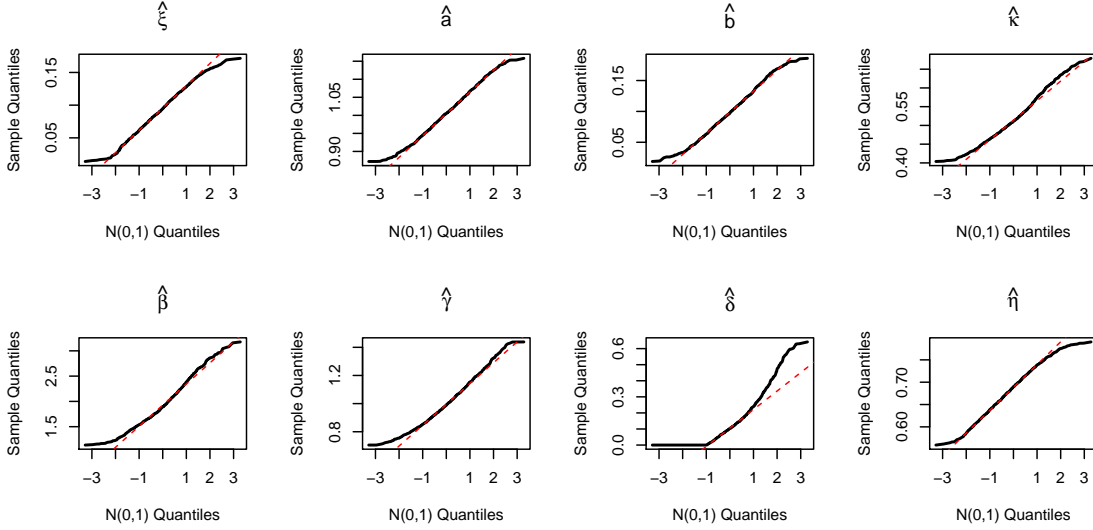 ξ̂
â
b̂
κ̂
Sample Quantiles
0.05 0.15
−3 −1 1 2 3
N(0,1) Quantiles
Sample Quantiles
0.90 1.05
−3 −1 1 2 3
N(0,1) Quantiles
Sample Quantiles
0.05 0.15
−3 −1 1 2 3
N(0,1) Quantiles
Sample Quantiles
0.40 0.55
−3 −1 1 2 3
N(0,1) Quantiles
β̂
γ̂
δ̂
η̂
Sample Quantiles
1.5 2.5
−3 −1 1 2 3
N(0,1) Quantiles
Sample Quantiles
0.8 1.2
−3 −1 1 2 3
N(0,1) Quantiles
Sample Quantiles
0.0 0.3 0.6
−3 −1 1 2 3
N(0,1) Quantiles
Sample Quantiles
0.60 0.70
−3 −1 1 2 3
N(0,1) Quantiles